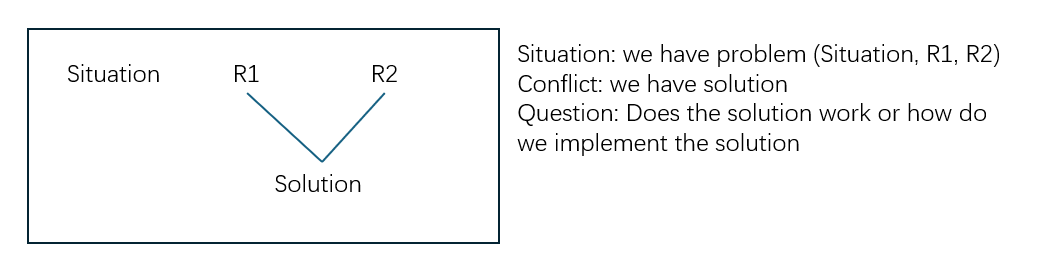 Situation R1 R2
Solution
Situation: we have problem (Situation, R1, R2)
Conflict: we have solution
Question: Does the solution work or how do
we implement the solution